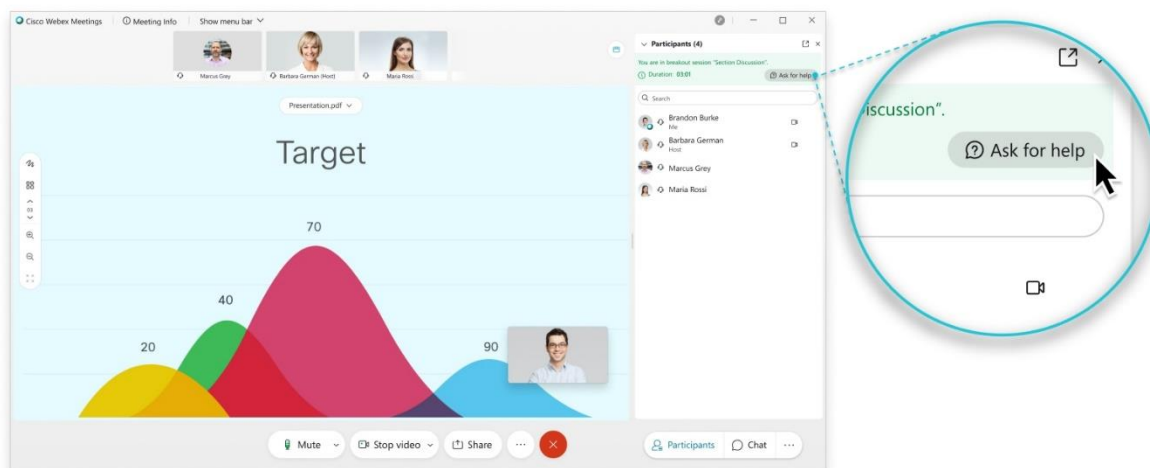 Cisco Webex Meetings Meeting Info Show menu bar
Marcus Grey Barbara German (Host) Maria Ross
Presentation.pdf
Target
70
40
20
90
Mute Stop video Share
Participants (4)
You are in breakout session "Section Discussion".
Duration 03:01 Ask for help
Search
Brandon Burke
Me
Barbara German
Host
Marcus Grey
Maria Rossi
Participants Chat
iscussion".
Ask for help